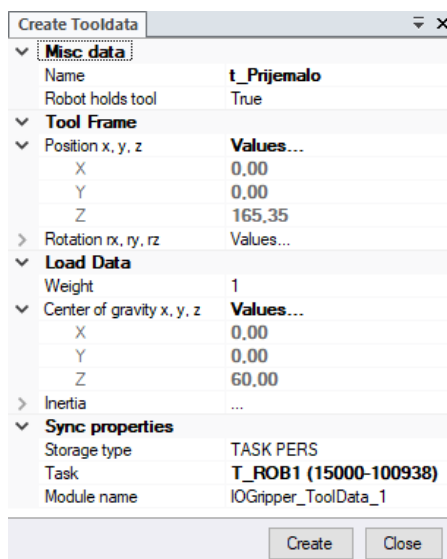 Create Tooldata
Misc data
Name t_Prijemalo
Robot holds tool True
Tool Frame
Position x, y, z Values...
X 0,00
Y 0,00
Z 165,35
Rotation rx, ry, rz Values...
Load Data
Weight 1
Center of gravity x, y, z Values...
X 0,00
Y 0,00
Z 60,00
Inertia ...
Sync properties
Storage type TASK PERS
Task T_ROB1 (15000-100938)
Module name IOGripper_ToolData_1
Create Close